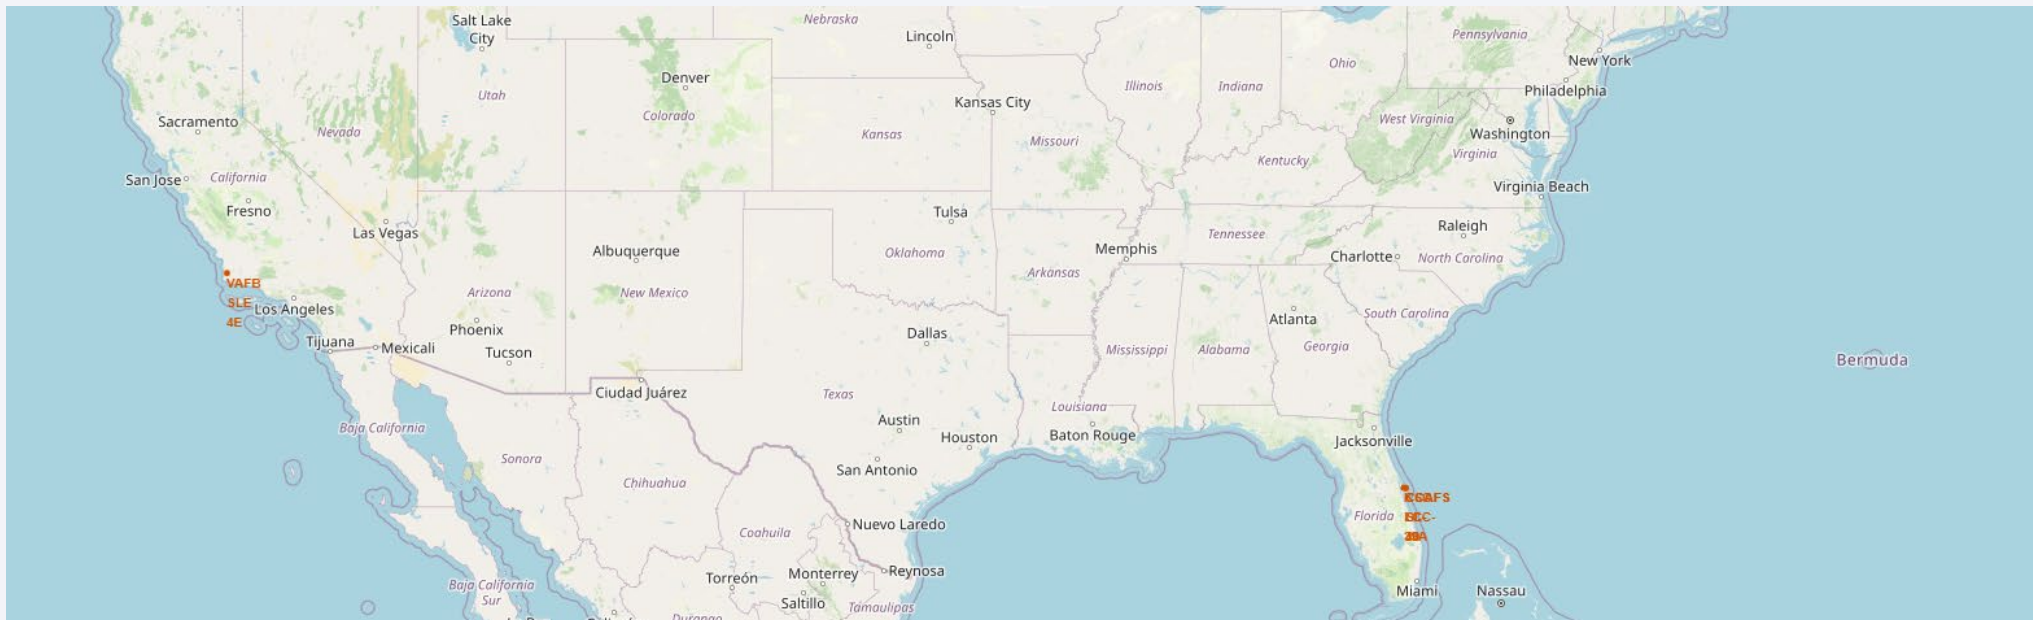 Salt Lake
City
Nebraska
Lincoln
Pennsylvania
New York
Denver
Ohio
Utah
Illinois
Indiana
Philadelphia
Kansas City
Colorado
Sacramento
Nevada
Kansas
Missouri
West Virginia
Washington
Kentucky
Virginia
San Jose
California
Virginia Beach
Fresno
Tulsa
Las Vegas
Tennessee
Raleigh
Albuquerque
Oklahoma
Memphis
Charlotte
North Carolina
Arkansas
VAFB
SLE
4E
Los Angeles
Arizona
New Mexico
Phoenix
Dallas
Atlanta
South Carolina
Tijuana
Mexicali
Tucson
Mississippi
Alabama
Georgia
Bermuda
Ciudad Juárez
Texas
Louisiana
Baja California
Austin
Houston
Baton Rouge
Jacksonville
Sonora
San Antonio
Chihuahua
Florida
Nuevo Laredo
Coahuila
Reynosa
Torreón
Monterrey
Baja California
Sur
Miami
Nassau
Saltillo
Tamaulipas
Durango